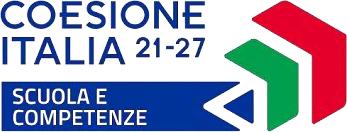 COESIONE
ITALIA 21-27
SCUOLA E
COMPETENZE